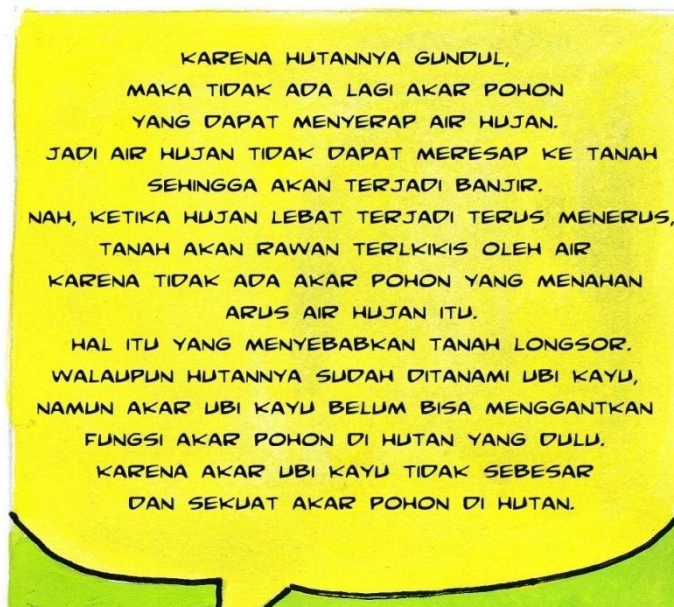 KARENA HUTANNYA GUNDUL,
MAKA TIDAK ADA LAGI AKAR POHON
YANG DAPAT MENYERAP AIR HUJAN.
JADI AIR HUJAN TIDAK DAPAT MERESAP KE TANAH
SEHINGGA AKAN TERJADI BANJIR.
NAH, KETIKA HUJAN LEBAT TERJADI TERUS MENERUS,
TANAH AKAN RAWAN TERLKIKIS OLEH AIR
KARENA TIDAK ADA AKAR POHON YANG MENAHAN
ARUS AIR HUJAN ITU.
HAL ITU YANG MENYEBABKAN TANAH LONGSOR.
WALAUPUN HUTANNYA SUDAH DITANAMI UBI KAYU,
NAMUN AKAR UBI KAYU BELUM BISA MENGGANTKAN
FUNGSI AKAR POHON DI HUTAN YANG DULU.
KARENA AKAR UBI KAYU TIDAK SEBESAR
DAN SEKUAT AKAR POHON DI HUTAN.